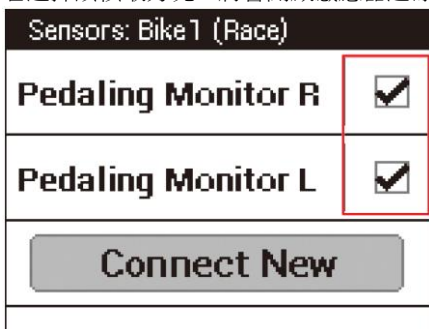 Sensors: Bike1 (Race)
Pedaling Monitor R
Pedaling Monitor L
Connect New